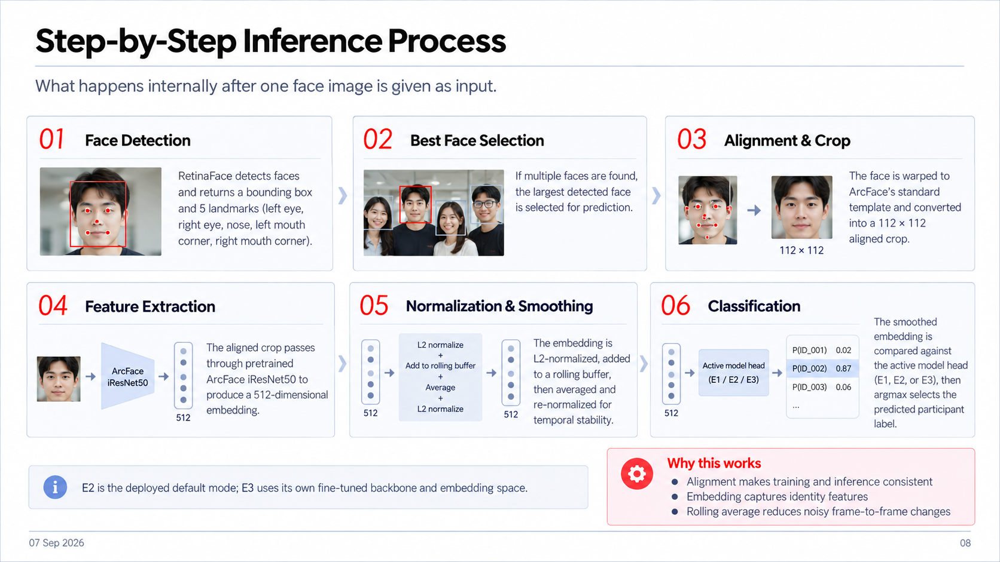 Step-by-Step Inference Process
What happens internally after one face image is given as input.
01 Face Detection
RetinaFace detects faces
and returns a bounding box
and 5 landmarks (left eye,
right eye, nose, left mouth
corner, right mouth corner).
02 Best Face Selection
If multiple faces are found,
the largest detected face
is selected for prediction.
03 Alignment & Crop
112 × 112
The face is warped to
ArcFace's standard
template and converted
into a 112 × 112
aligned crop.
04 Feature Extraction
ArcFace
iResNet50
512
The aligned crop passes
through pretrained
ArcFace iResNet50 to
produce a 512-dimensional
embedding.
05 Normalization & Smoothing
512
L2 normalize
+
Add to rolling buffer
+
Average
+
L2 normalize
512
The embedding is
L2-normalized, added
to a rolling buffer,
then averaged and
re-normalized for
temporal stability.
06 Classification
512
Active model head
(E1 / E2 / E3)
P(ID_001) 0.02
P(ID_002) 0.87
P(ID_003) 0.06
...
The smoothed
embedding is
compared against
the active model head
(E1, E2, or E3), then
argmax selects the
predicted participant
label.
i
E2 is the deployed default mode; E3 uses its own fine-tuned backbone and embedding space.
Why this works
● Alignment makes training and inference consistent
● Embedding captures identity features
● Rolling average reduces noisy frame-to-frame changes
07 Sep 2026
08